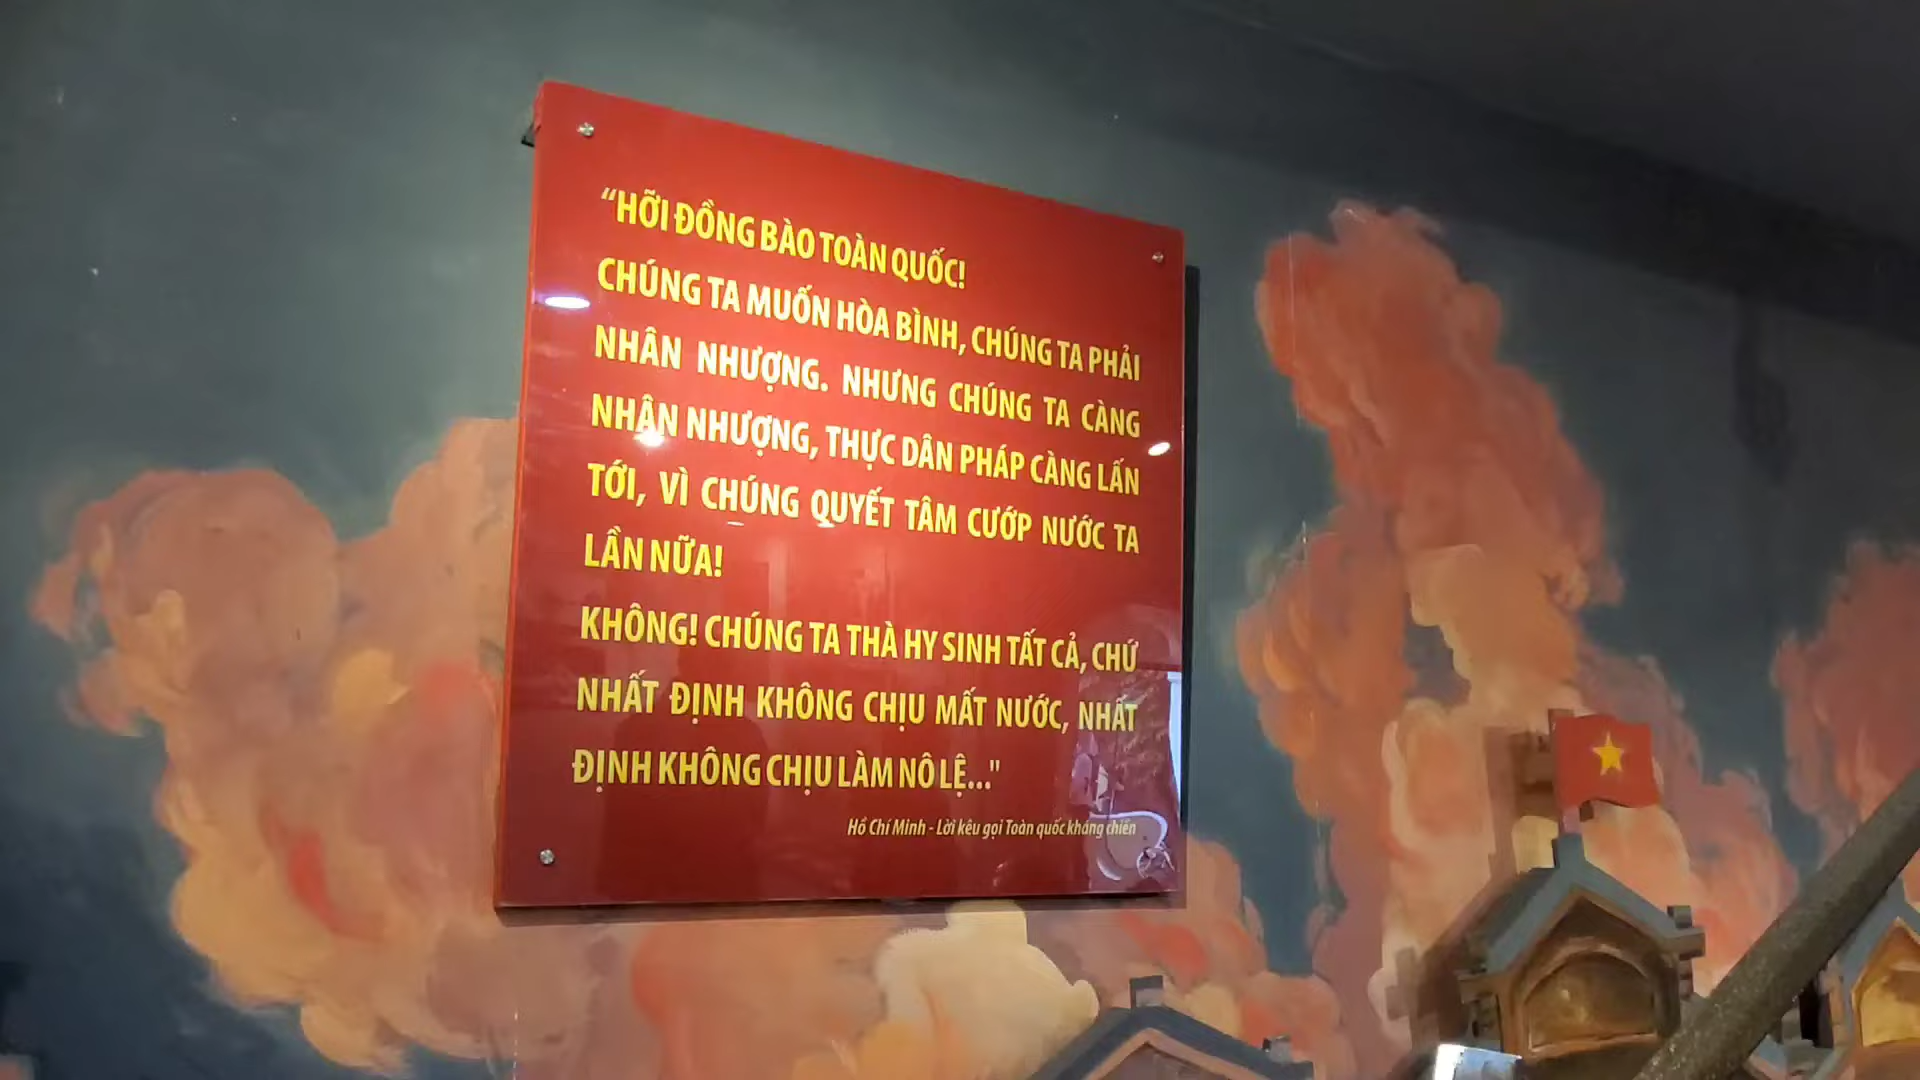 “HỠI ĐỒNG BÀO TOÀN QUỐC!
CHÚNG TA MUỐN HÒA BÌNH, CHÚNG TA PHẢI
NHÂN NHƯỢNG. NHƯNG CHÚNG TA CÀNG
NHÂN NHƯỢNG, THỰC DÂN PHÁP CÀNG LẤN
TỚI, VÌ CHÚNG QUYẾT TÂM CƯỚP NƯỚC TA
LẦN NỮA!
KHÔNG! CHÚNG TA THÀ HY SINH TẤT CẢ, CHỨ
NHẤT ĐỊNH KHÔNG CHỊU MẤT NƯỚC, NHẤT
ĐỊNH KHÔNG CHỊU LÀM NÔ LỆ..."
Hồ Chí Minh - Lời kêu gọi Toàn quốc kháng chiến